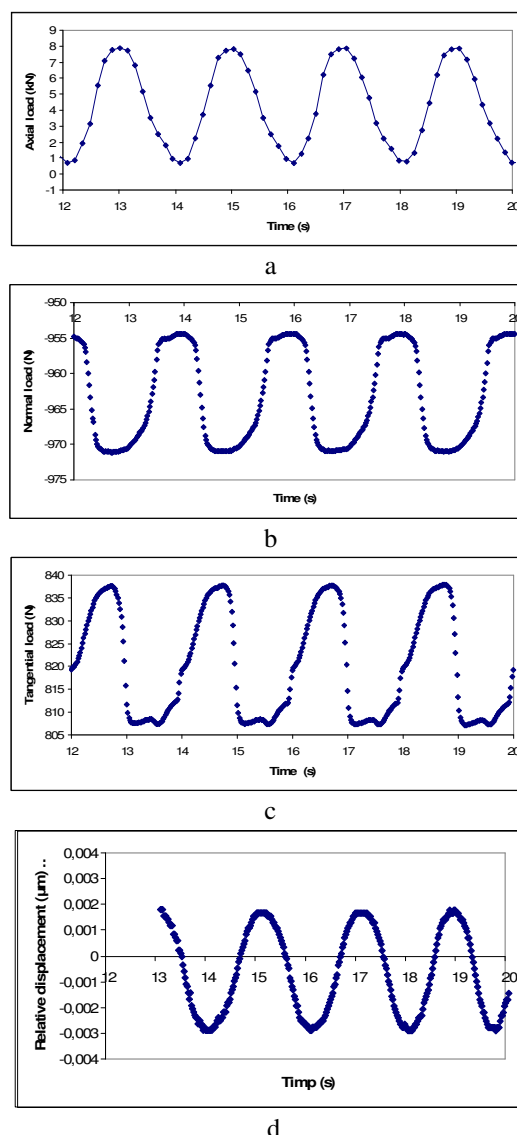 9
8
7
6
5
4
3
2
1
0
-1
Axial load (kN)
12 13 14 15 16 17 18 19 20
Time (s)
a
-950
-955
-960
-965
-970
-975
Normal load (N)
12 13 14 15 16 17 18 19 20
Time (s)
b
840
835
830
825
820
815
810
805
Tangential load (N)
12 13 14 15 16 17 18 19 20
Time (s)
c
0,004
0,003
0,002
0,001
0
-0,001
-0,002
-0,003
-0,004
Relative displacement (µm) ..
12 13 14 15 16 17 18 19 20
Timp (s)
d